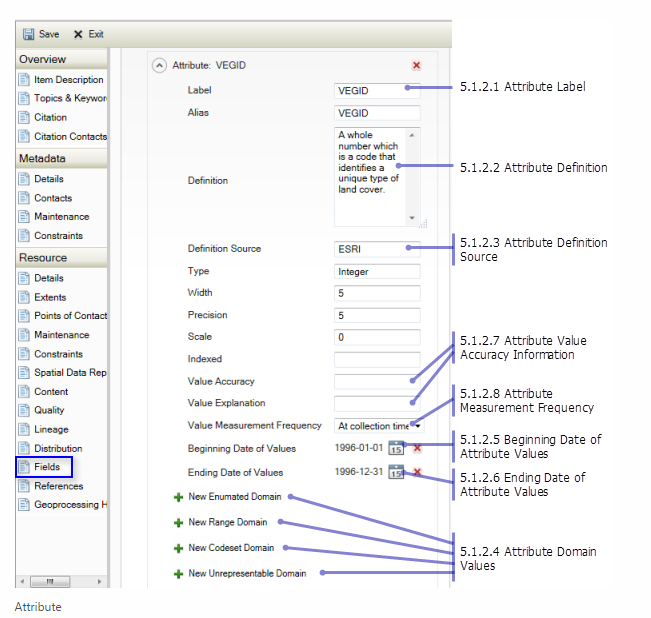 Save  Exit
Overview
Item Description
Topics & Keywor
Citation
Citation Contacts
Metadata
Details
Contacts
Maintenance
Constraints
Resource
Details
Extents
Points of Contact
Maintenance
Constraints
Spatial Data Rep
Content
Quality
Lineage
Distribution
Fields
References
Geoprocessing H
Attribute: VEGID
Label VEGID
Alias VEGID
Definition
A whole
number which
is a code that
identifies a
unique type of
land cover.
Definition Source ESRI
Type Integer
Width 5
Precision 5
Scale 0
Indexed
Value Accuracy
Value Explanation
Value Measurement Frequency At collection time
Beginning Date of Values 1996-01-01 15
Ending Date of Values 1996-12-31 15
New Enumated Domain
New Range Domain
New Codeset Domain
New Unrepresentable Domain
5.1.2.1 Attribute Label
5.1.2.2 Attribute Definition
5.1.2.3 Attribute Definition
Source
5.1.2.7 Attribute Value
Accuracy Information
5.1.2.8 Attribute
Measurement Frequency
5.1.2.5 Beginning Date of
Attribute Values
5.1.2.6 Ending Date of
Attribute Values
5.1.2.4 Attribute Domain
Values
Attribute